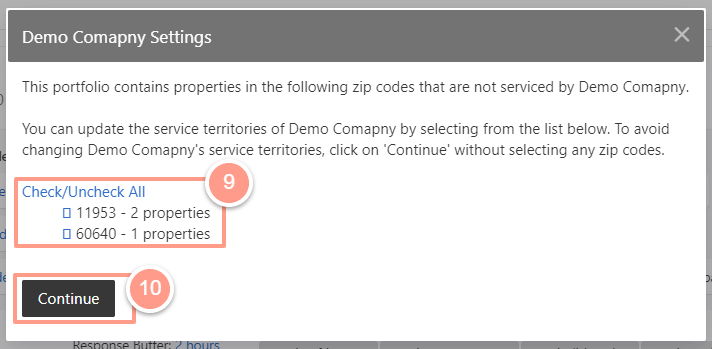 Demo Comapny Settings
This portfolio contains properties in the following zip codes that are not serviced by Demo Comapny.
You can update the service territories of Demo Comapny by selecting from the list below. To avoid
changing Demo Comapny's service territories, click on 'Continue' without selecting any zip codes.
9
Check/Uncheck All
11953 - 2 properties
60640 - 1 properties
Continue
10
Response Buffer: 2 hours